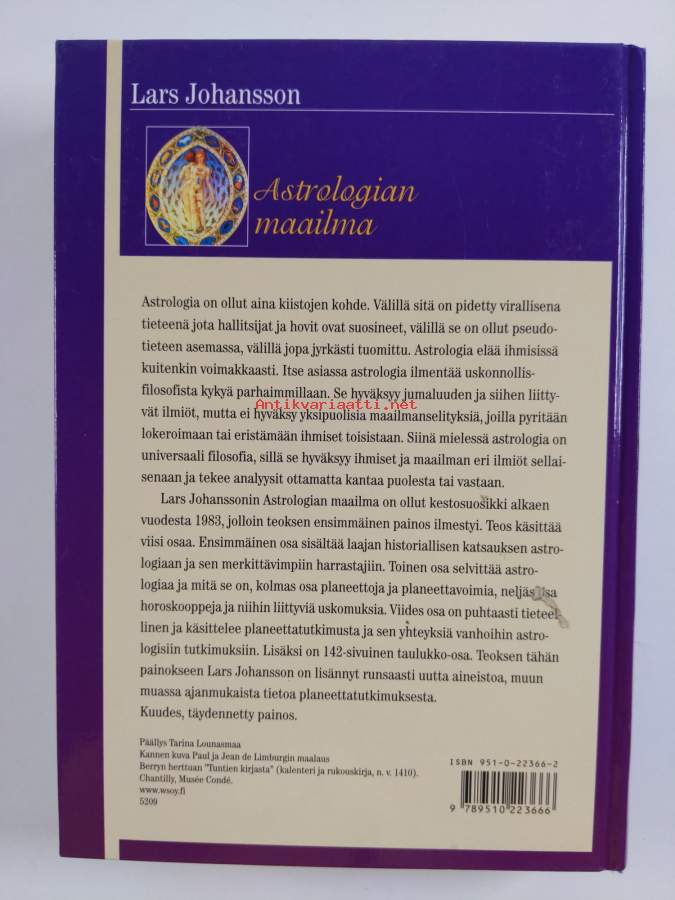 Lars Johansson
Astrologian
maailma
Astrologia on ollut aina kiistojen kohde. Välillä sitä on pidetty virallisena
tieteenä jota hallitsijat ja hovit ovat suosineet, välillä se on ollut pseudo-
tieteen asemassa, välillä jopa jyrkästi tuomittu. Astrologia elää ihmisissä
kuitenkin voimakkaasti. Itse asiassa astrologia ilmentää uskonnollis-
filosofista kykyä parhaimmillaan. Se hyväksyy jumaluuden ja siihen liitty-
Antikvariaatti.net
vät ilmiöt, mutta ei hyväksy yksipuolisia maailmanselityksiä, joilla pyritään
lokeroimaan tai eristämään ihmiset toisistaan. Siinä mielessä astrologia on
universaali filosofia, sillä se hyväksyy ihmiset ja maailman eri ilmiöt sellai-
senaan ja tekee analyysit ottamatta kantaa puolesta tai vastaan.
Lars Johanssonin Astrologian maailma on ollut kestosuosikki alkaen
vuodesta 1983, jolloin teoksen ensimmäinen painos ilmestyi. Teos käsittää
viisi osaa. Ensimmäinen osa sisältää laajan historiallisen katsauksen astro-
logiaan ja sen merkittävimpiin harrastajiin. Toinen osa selvittää astro-
logiaa ja mitä se on, kolmas osa planeettoja ja planeettavoimia, neljäs osa
horoskooppeja ja niihin liittyviä uskomuksia. Viides osa on puhtaasti tieteel-
linen ja käsittelee planeettatutkimusta ja sen yhteyksiä vanhoihin astro-
logisiin tutkimuksiin. Lisäksi on 142-sivuinen taulukko-osa. Teoksen tähän
painokseen Lars Johansson on lisännyt runsaasti uutta aineistoa, muun
muassa ajanmukaista tietoa planeettatutkimuksesta.
Kuudes, täydennetty painos.
Päällys Tarina Lounasmaa
Kannen kuva Paul ja Jean de Limburgin maalaus
Berryn herttuan "Tuntien kirjasta" (kalenteri ja rukouskirja, n. v. 1410).
Chantilly, Musée Condé.
www.wsoy.fi
5209
ISBN 951-0-22366-2
9 789510 223666